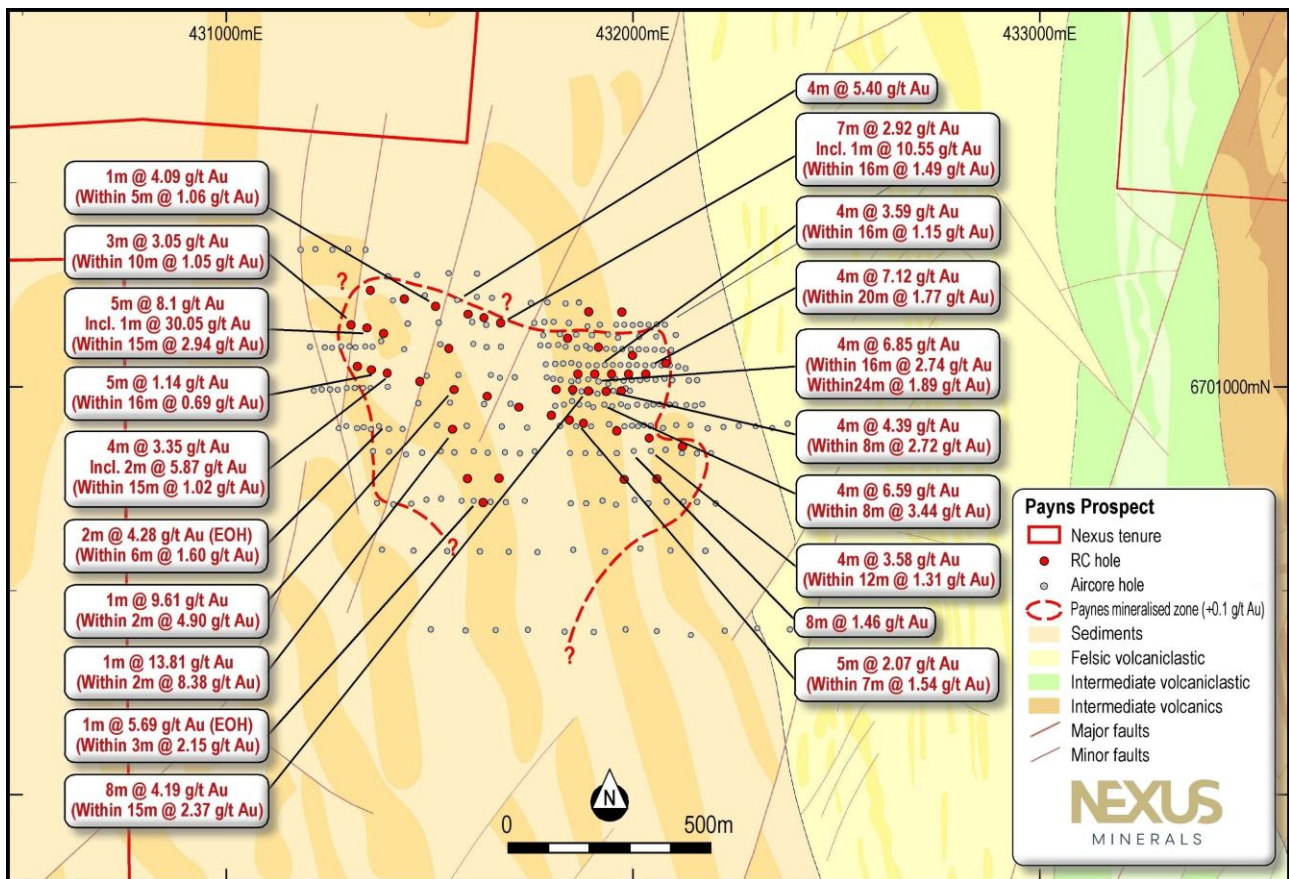 431000mE
432000mE
433000mE
6701000mN
1m @ 4.09 g/t Au
(Within 5m @ 1.06 g/t Au)
3m @ 3.05 g/t Au
(Within 10m @ 1.05 g/t Au)
5m @ 8.1 g/t Au
Incl. 1m @ 30.05 g/t Au
(Within 15m @ 2.94 g/t Au)
5m @ 1.14 g/t Au
(Within 16m @ 0.69 g/t Au)
4m @ 3.35 g/t Au
Incl. 2m @ 5.87 g/t Au
(Within 15m @ 1.02 g/t Au)
2m @ 4.28 g/t Au (EOH)
(Within 6m @ 1.60 g/t Au)
1m @ 9.61 g/t Au
(Within 2m @ 4.90 g/t Au)
1m @ 13.81 g/t Au
(Within 2m @ 8.38 g/t Au)
1m @ 5.69 g/t Au (EOH)
(Within 3m @ 2.15 g/t Au)
8m @ 4.19 g/t Au
(Within 15m @ 2.37 g/t Au)
?
?
?
?
4m @ 5.40 g/t Au
7m @ 2.92 g/t Au
Incl. 1m @ 10.55 g/t Au
(Within 16m @ 1.49 g/t Au)
4m @ 3.59 g/t Au
(Within 16m @ 1.15 g/t Au)
4m @ 7.12 g/t Au
(Within 20m @ 1.77 g/t Au)
4m @ 6.85 g/t Au
(Within 16m @ 2.74 g/t Au
Within24m @ 1.89 g/t Au)
4m @ 4.39 g/t Au
(Within 8m @ 2.72 g/t Au)
4m @ 6.59 g/t Au
(Within 8m @ 3.44 g/t Au)
4m @ 3.58 g/t Au
(Within 12m @ 1.31 g/t Au)
8m @ 1.46 g/t Au
5m @ 2.07 g/t Au
(Within 7m @ 1.54 g/t Au)
N
0 500m
Payns Prospect
Nexus tenure
RC hole
Aircore hole
Paynes mineralised zone (+0.1 g/t Au)
Sediments
Felsic volcaniclastic
Intermediate volcaniclastic
Intermediate volcanics
Major faults
Minor faults
NEXUS
MINERALS